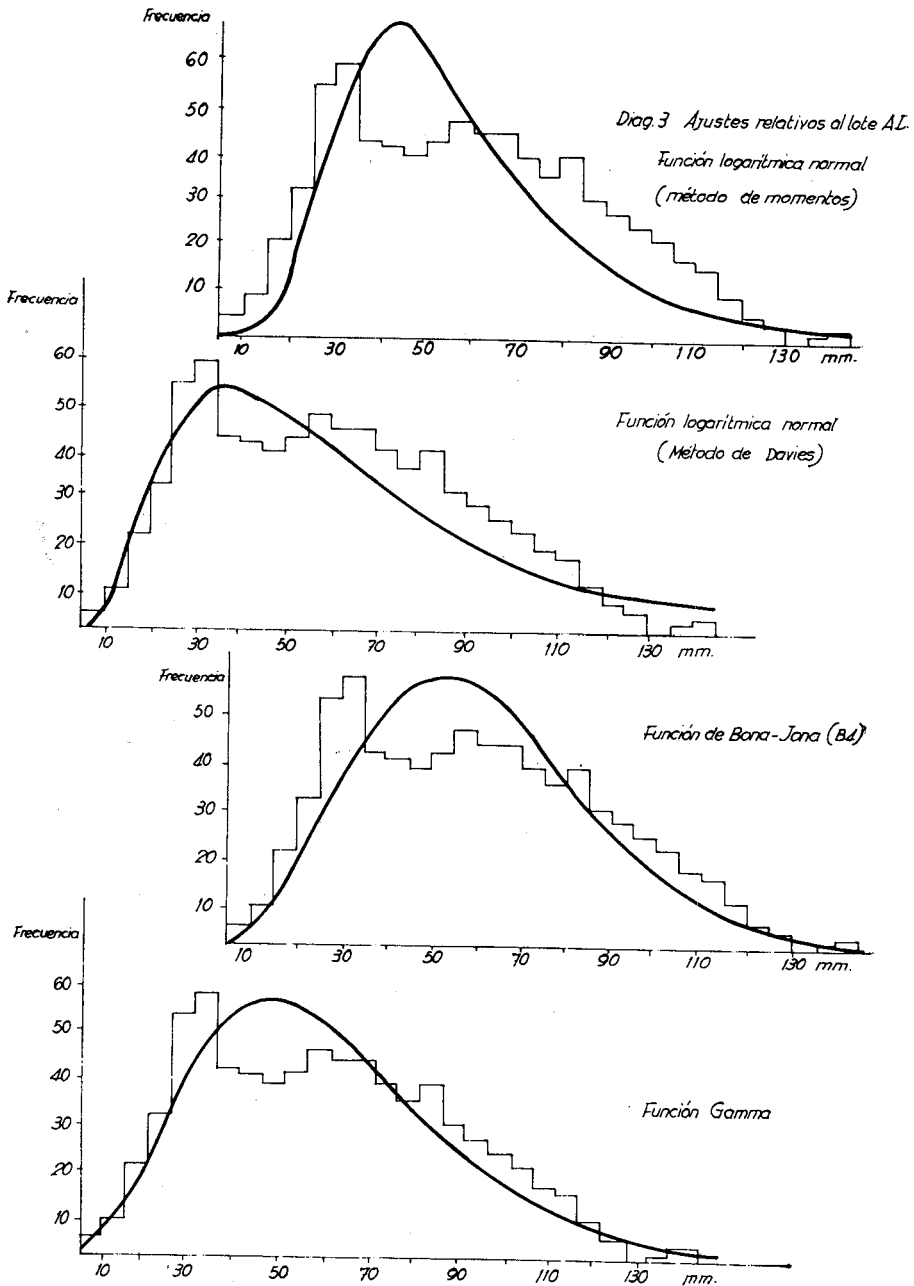 Frecuencia
60
50
40
30
20
10
10 30 50 70 90 110 130 mm.
Diag. 3 Ajustes relativos al lote AI.
Función logarítmica normal
(método de momentos)
Frecuencia
60
50
40
30
20
10
10 30 50 70 90 110 130 mm.
Función logarítmica normal
(Método de Davies)
Frecuencia
50
40
30
20
10
10 30 50 70 90 110 130 mm.
Función de Bona-Jona (B4)
Frecuencia
60
50
40
30
20
10
10 30 50 70 90 110 130 mm.
Función Gamma